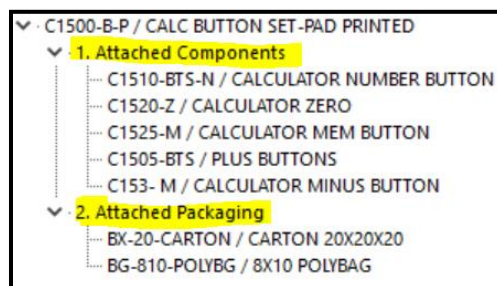 C1500-B-P / CALC BUTTON SET-PAD PRINTED
1. Attached Components
C1510-BTS-N / CALCULATOR NUMBER BUTTON
C1520-Z / CALCULATOR ZERO
C1525-M / CALCULATOR MEM BUTTON
C1505-BTS / PLUS BUTTONS
C153- M / CALCULATOR MINUS BUTTON
2. Attached Packaging
BX-20-CARTON / CARTON 20X20X20
BG-810-POLYBG / 8X10 POLYBAG